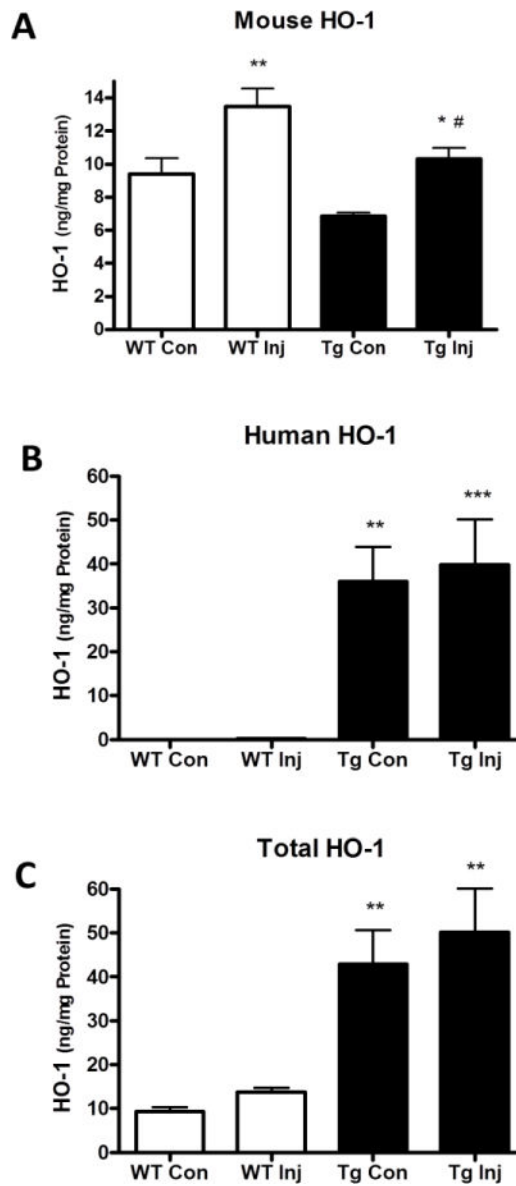 A
Mouse HO-1
HO-1 (ng/mg Protein)
14
12
10
8
6
4
2
0
**
* #
WT Con WT Inj Tg Con Tg Inj
B
Human HO-1
HO-1 (ng/mg Protein)
60
50
40
30
20
10
0
**
***
WT Con WT Inj Tg Con Tg Inj
C
Total HO-1
HO-1 (ng/mg Protein)
60
50
40
30
20
10
0
**
**
WT Con WT Inj Tg Con Tg Inj